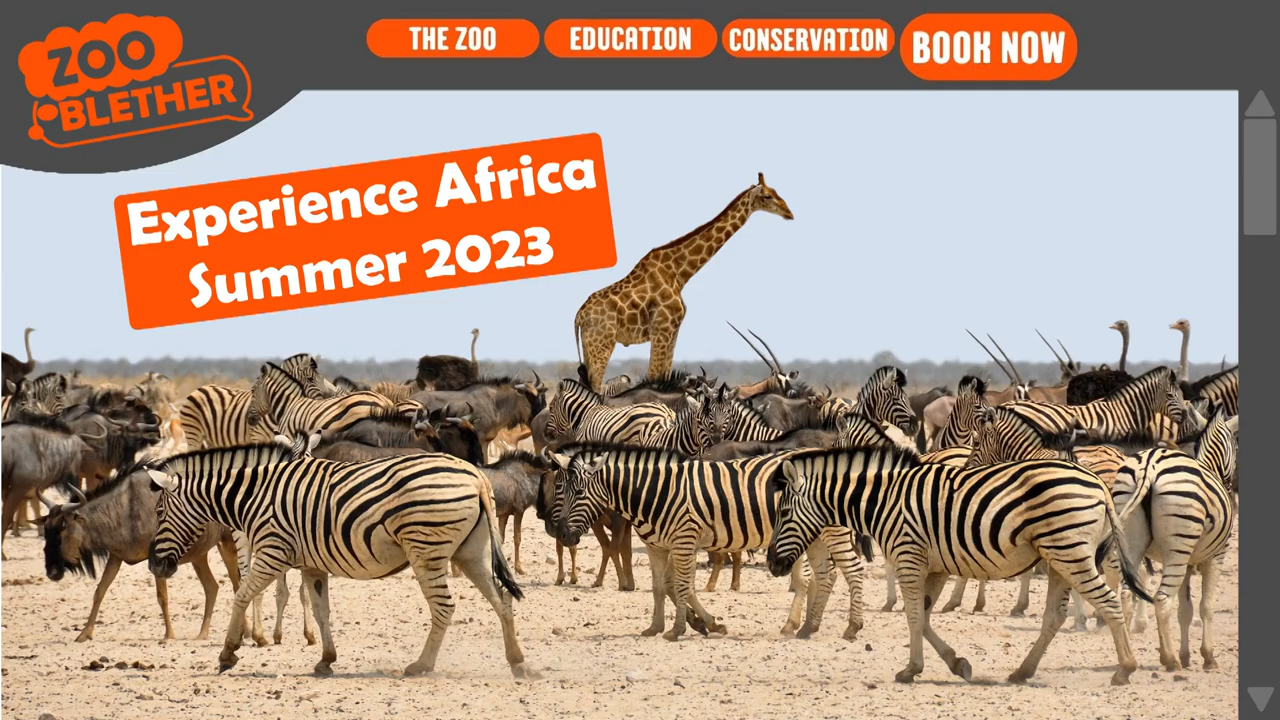 ZOO
BLETHER
THE ZOO
EDUCATION
CONSERVATION
BOOK NOW
Experience Africa
Summer 2023